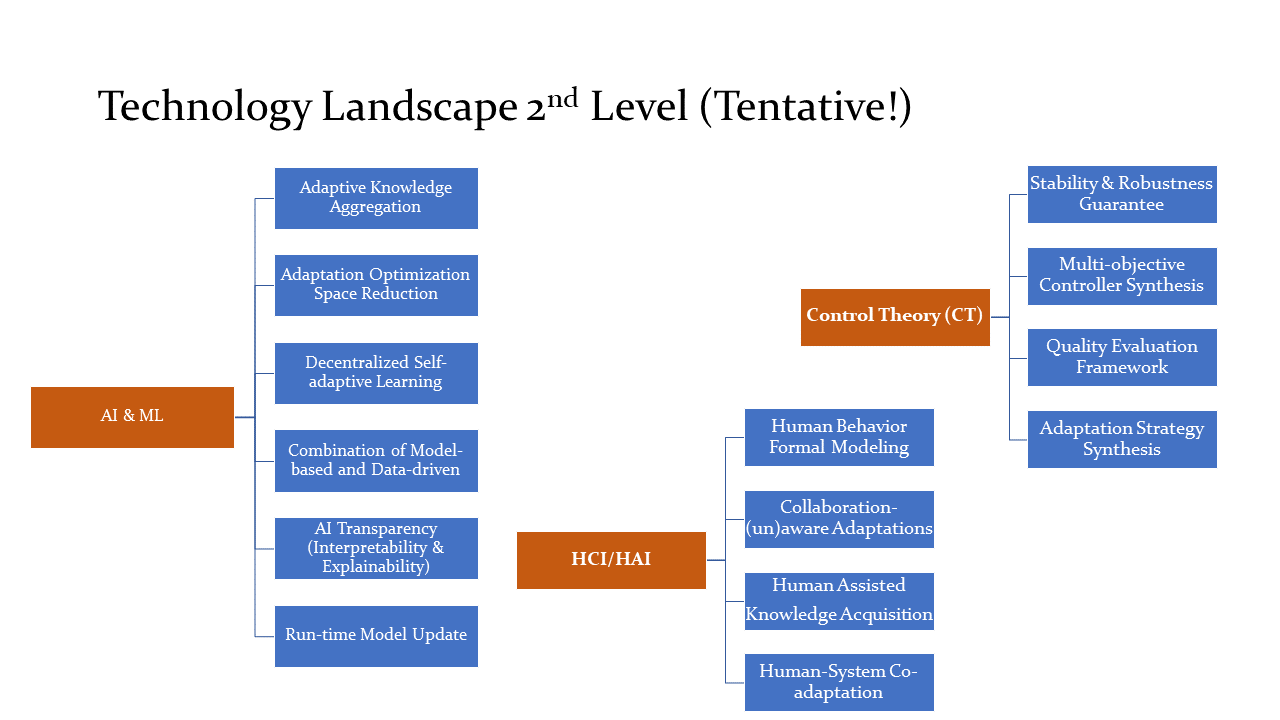 Technology Landscape 2nd Level (Tentative!)
AI & ML
Adaptive Knowledge
Aggregation
Adaptation Optimization
Space Reduction
Decentralized Self-
adaptive Learning
Combination of Model-
based and Data-driven
AI Transparency
(Interpretability &
Explainability)
Run-time Model Update
HCI/HAI
Human Behavior
Formal Modeling
Collaboration-
(un)aware Adaptations
Human Assisted
Knowledge Acquisition
Human-System Co-
adaptation
Control Theory (CT)
Stability & Robustness
Guarantee
Multi-objective
Controller Synthesis
Quality Evaluation
Framework
Adaptation Strategy
Synthesis